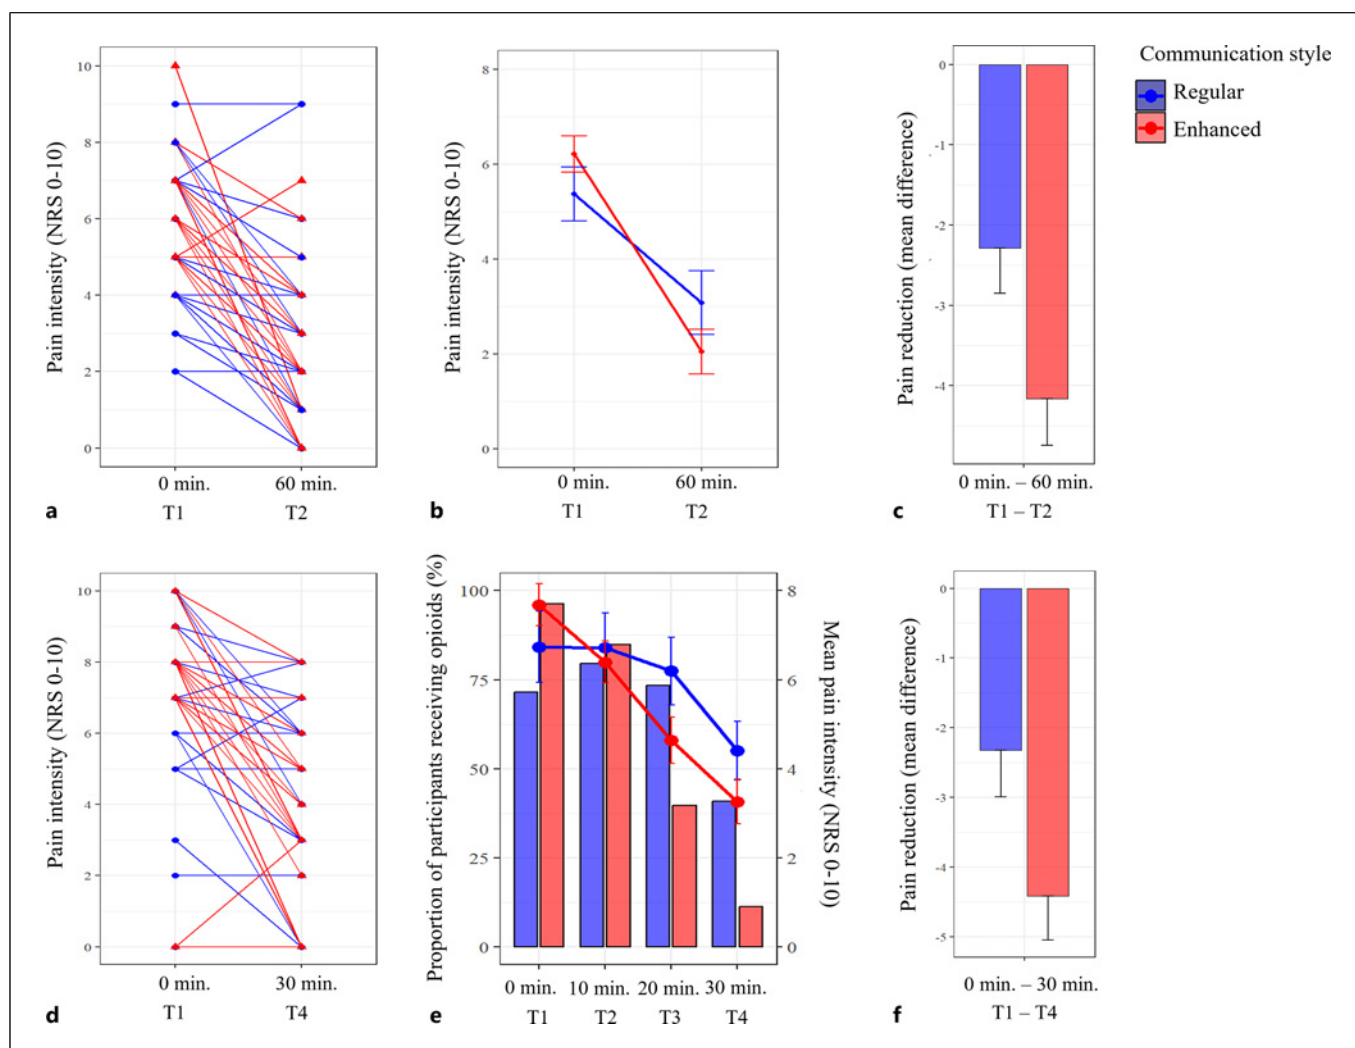 Pain intensity (NRS 0-10)
10
8
6
4
2
0
0 min.
60 min.
T1
T2
a
Pain intensity (NRS 0-10)
8
6
4
2
0
0 min.
60 min.
T1
T2
b
Pain reduction (mean difference)
0
-1
-2
-3
-4
0 min. – 60 min.
T1 – T2
c
Communication style
Regular
Enhanced
Pain intensity (NRS 0-10)
10
8
6
4
2
0
0 min.
30 min.
T1
T4
d
Proportion of participants receiving opioids (%)
100
75
50
25
0
Mean pain intensity (NRS 0-10)
8
6
4
2
0
0 min.
10 min.
20 min.
30 min.
T1
T2
T3
T4
e
Pain reduction (mean difference)
0
-1
-2
-3
-4
-5
0 min. – 30 min.
T1 – T4
f